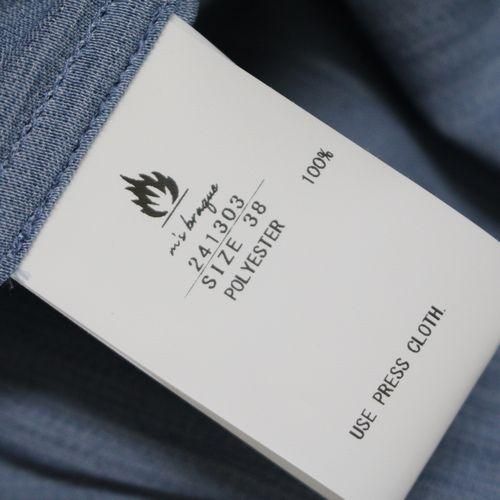 m's braque
241303
SIZE 38
POLYESTER 100%
USE PRESS CLOTH.